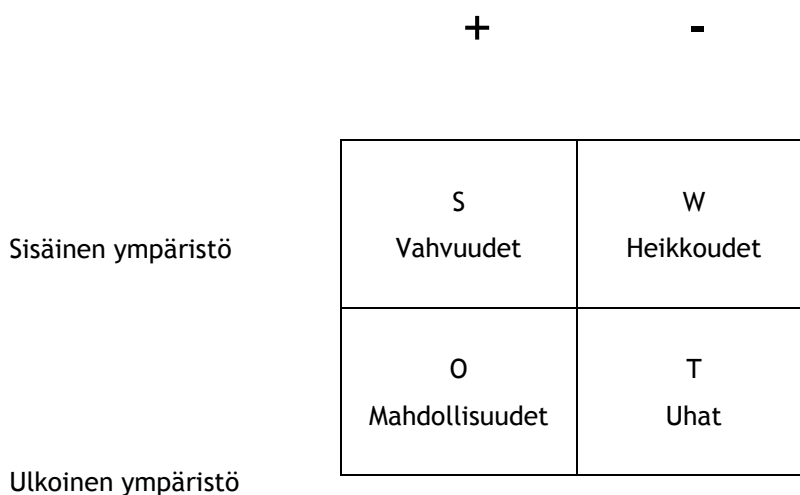 + -
S W
Sisäinen ympäristö Vahvuudet Heikkoudet
O T
Mahdollisuudet Uhat
Ulkoinen ympäristö